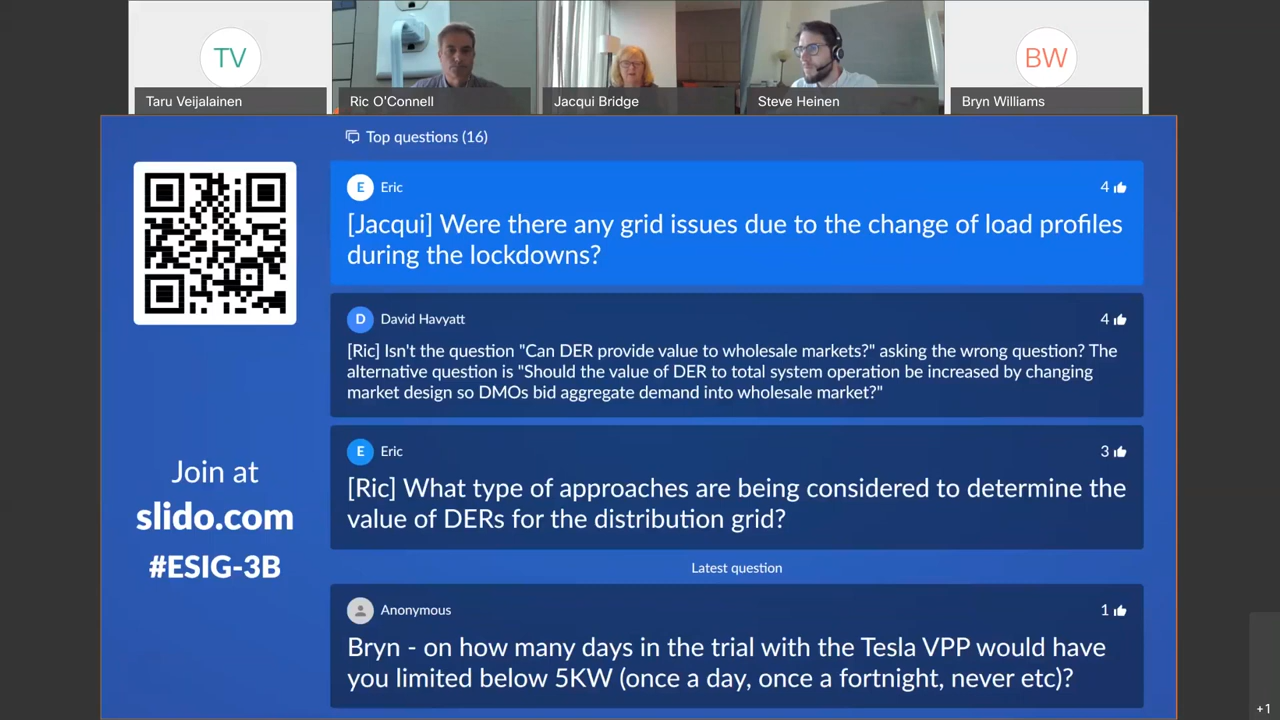 TV
BW
Taru Veijalainen
Ric O'Connell
Jacqui Bridge
Steve Heinen
Bryn Williams
Top questions (16)
E
Eric
4
[Jacqui] Were there any grid issues due to the change of load profiles
during the lockdowns?
D
David Havyatt
4
[Ric] Isn't the question "Can DER provide value to wholesale markets?" asking the wrong question? The
alternative question is "Should the value of DER to total system operation be increased by changing
market design so DMOs bid aggregate demand into wholesale market?"
E
Eric
3
[Ric] What type of approaches are being considered to determine the
value of DERs for the distribution grid?
Join at
slido.com
#ESIG-3B
Latest question
Anonymous
1
Bryn - on how many days in the trial with the Tesla VPP would have
you limited below 5KW (once a day, once a fortnight, never etc)?
+1